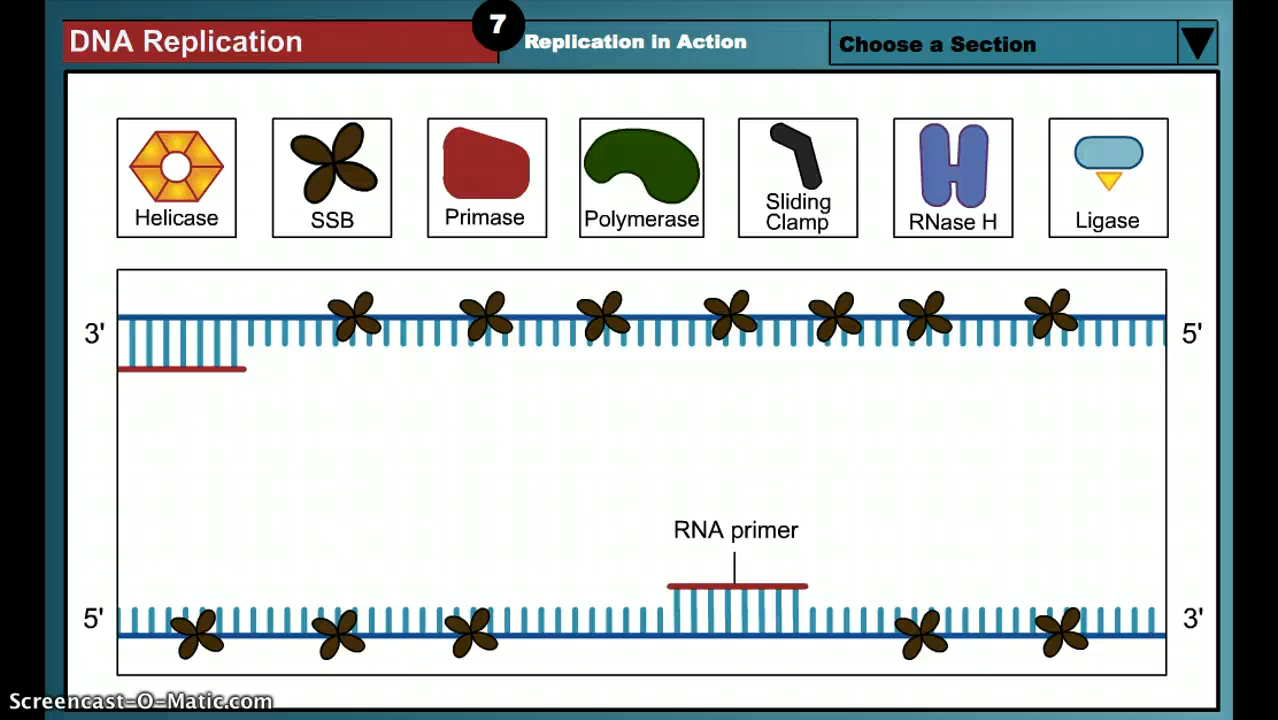 DNA Replication
7
Replication in Action
Choose a Section
Helicase
SSB
Primase
Polymerase
Sliding
Clamp
RNase H
Ligase
3'
5'
RNA primer
5'
3'
Screencast-O-Matic.com